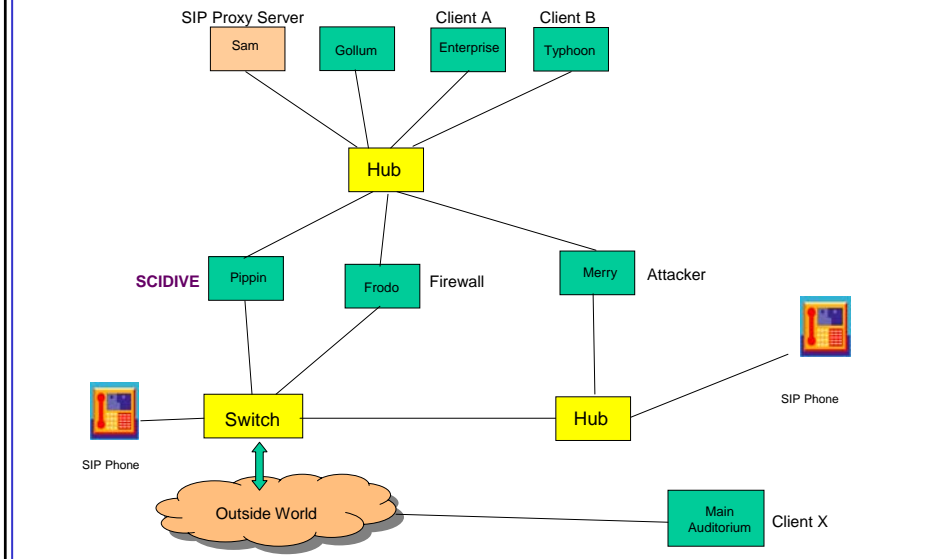 SIP Proxy Server
Client A
Client B
Sam
Gollum
Enterprise
Typhoon
Hub
SCIDIVE
Pippin
Frodo
Firewall
Merry
Attacker
SIP Phone
Switch
Hub
SIP Phone
Outside World
Main
Auditorium
Client X